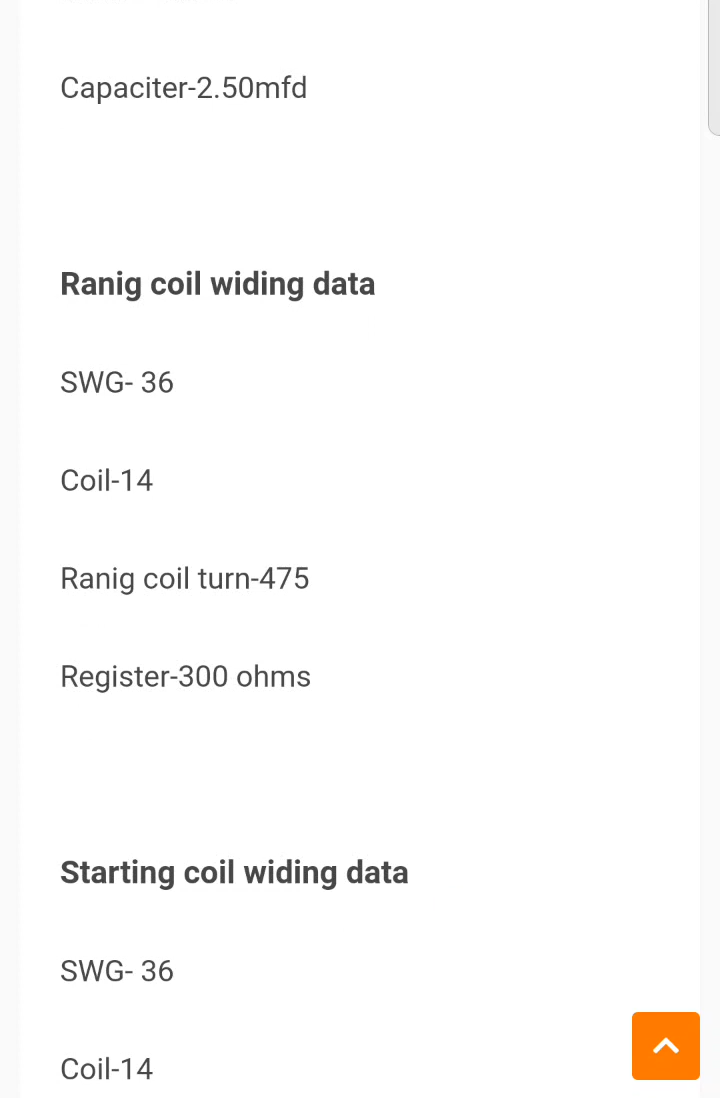 Capaciter-2.50mfd
Ranig coil widing data
SWG- 36
Coil-14
Ranig coil turn-475
Register-300 ohms
Starting coil widing data
SWG- 36
Coil-14